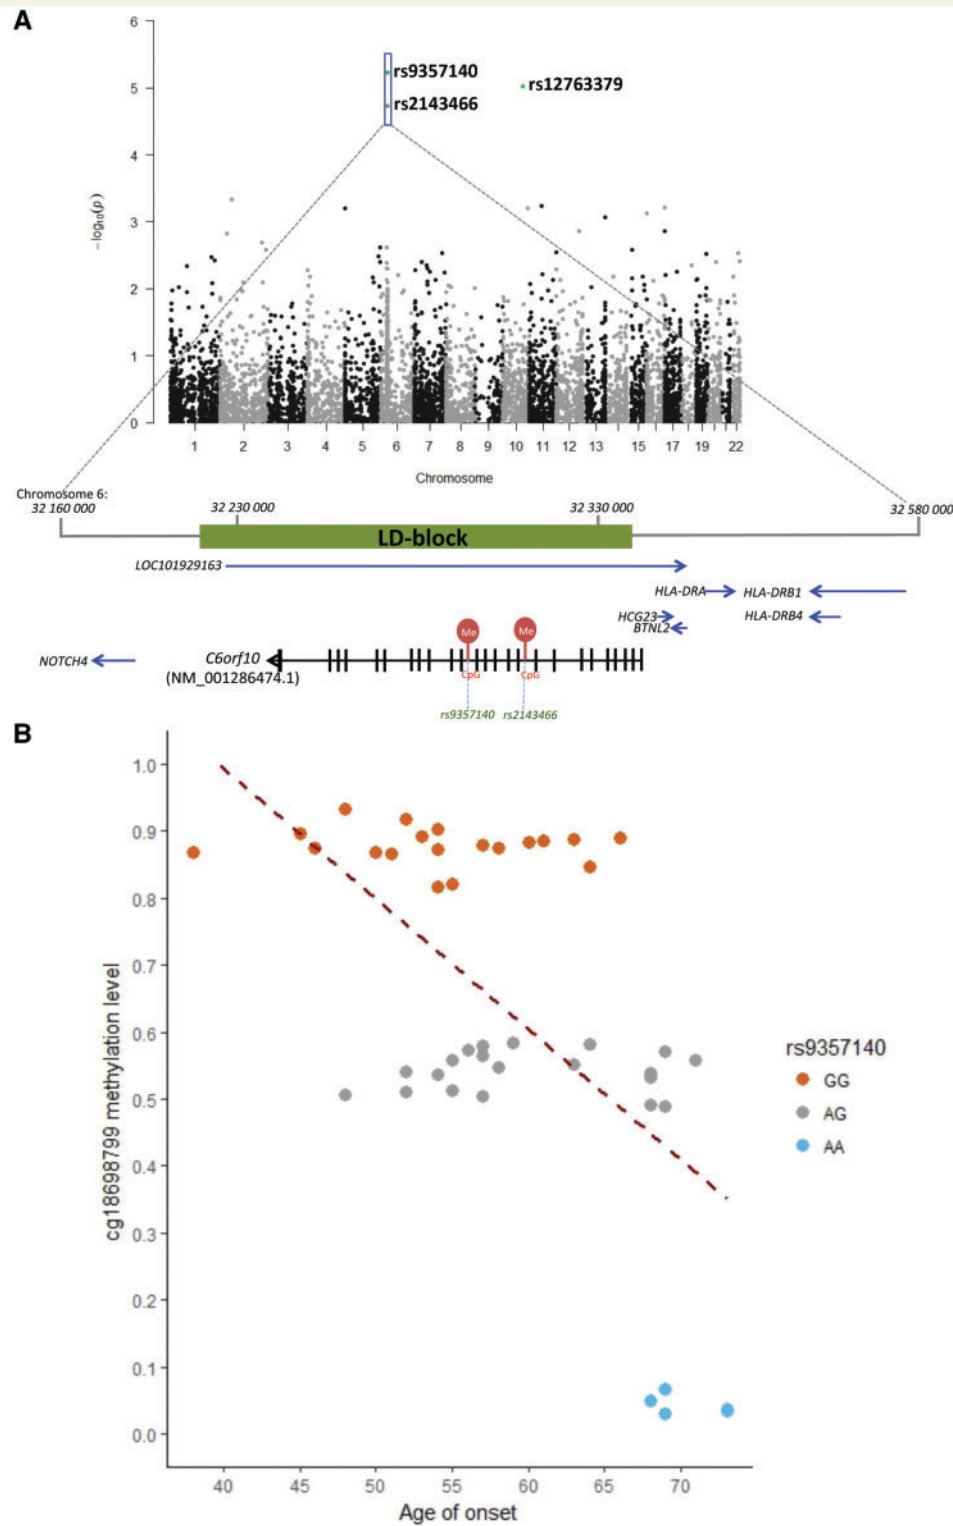 A
6
5
4
3
2
1
0
−log10(p)
rs9357140
rs2143466
rs12763379
1 2 3 4 5 6 7 8 9 10 11 12 13 15 17 19 22
Chromosome
Chromosome 6:
32 160 000 32 230 000 32 330 000 32 580 000
LD-block
LOC101929163
HLA-DRA HLA-DRB1
HCG23 HLA-DRB4
BTNL2
Me Me
NOTCH4 C6orf10
(NM_001286474.1)
CpG CpG
rs9357140 rs2143466
B
1.0
0.9
0.8
0.7
0.6
0.5
0.4
0.3
0.2
0.1
0.0
cg18698799 methylation level
rs9357140
GG
AG
AA
40 45 50 55 60 65 70
Age of onset